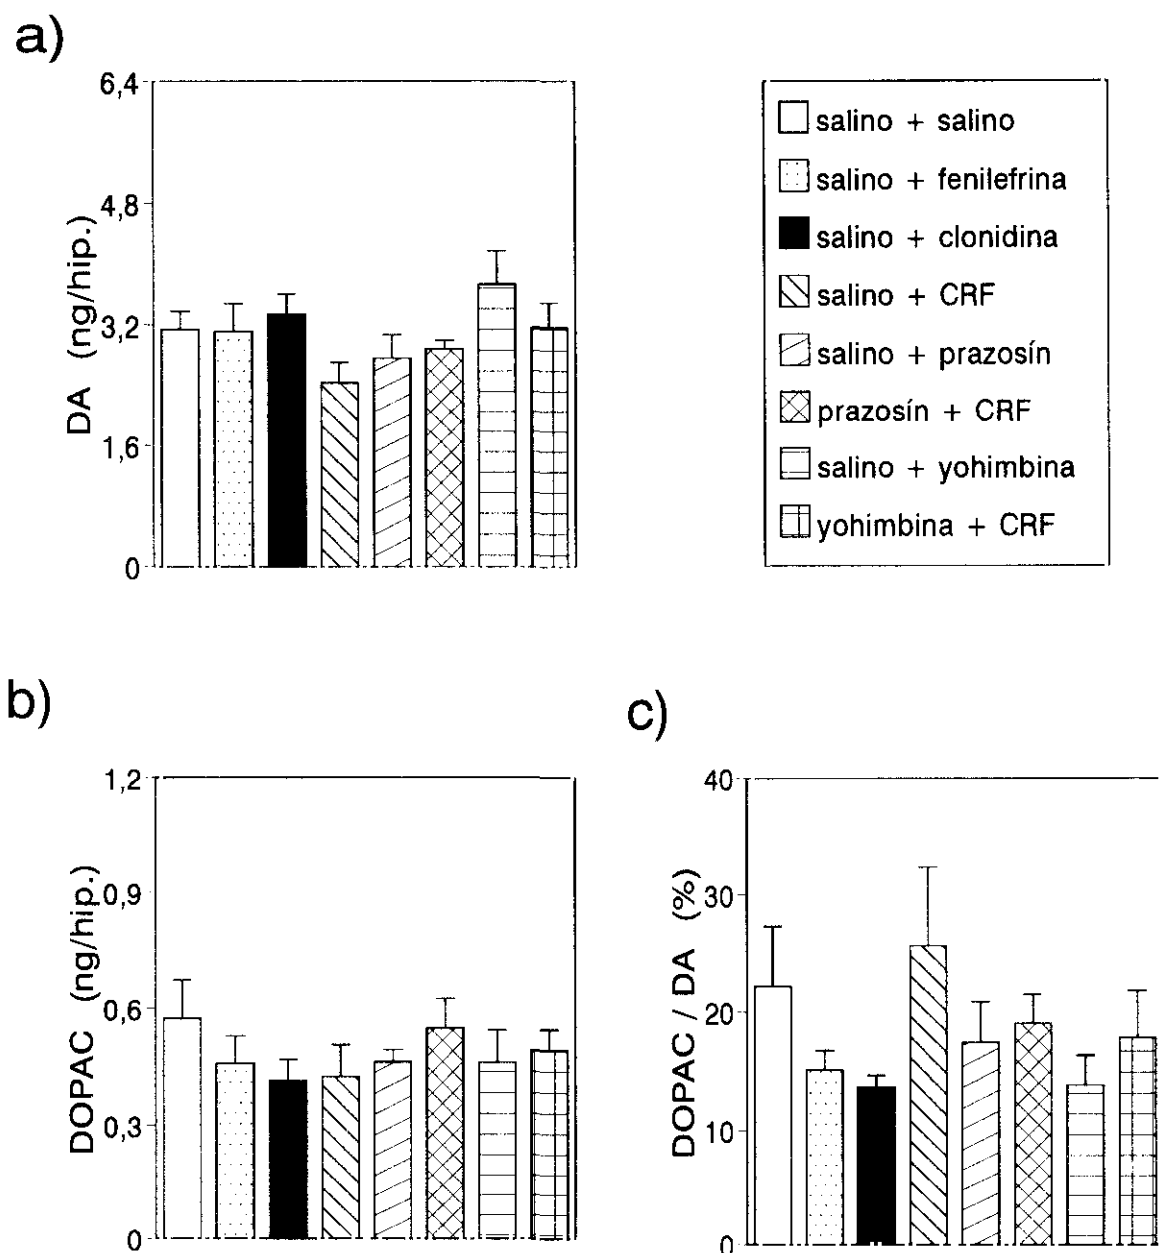 a)
6,4
4,8
3,2
1,6
0
DA (ng/hip.)
salino + salino
salino + fenilefrina
salino + clonidina
salino + CRF
salino + prazosín
prazosín + CRF
salino + yohimbina
yohimbina + CRF
b)
1,2
0,9
0,6
0,3
0
DOPAC (ng/hip.)
c)
40
30
20
10
0
DOPAC / DA (%)